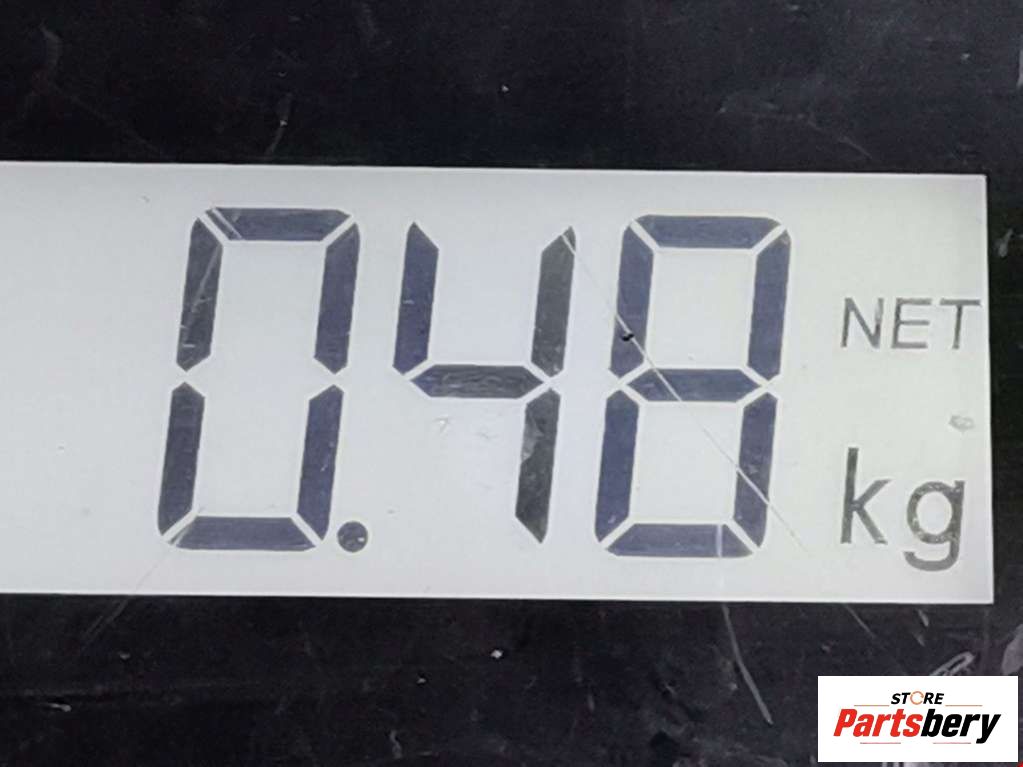 0.48
NET
kg
STORE
Partsbery